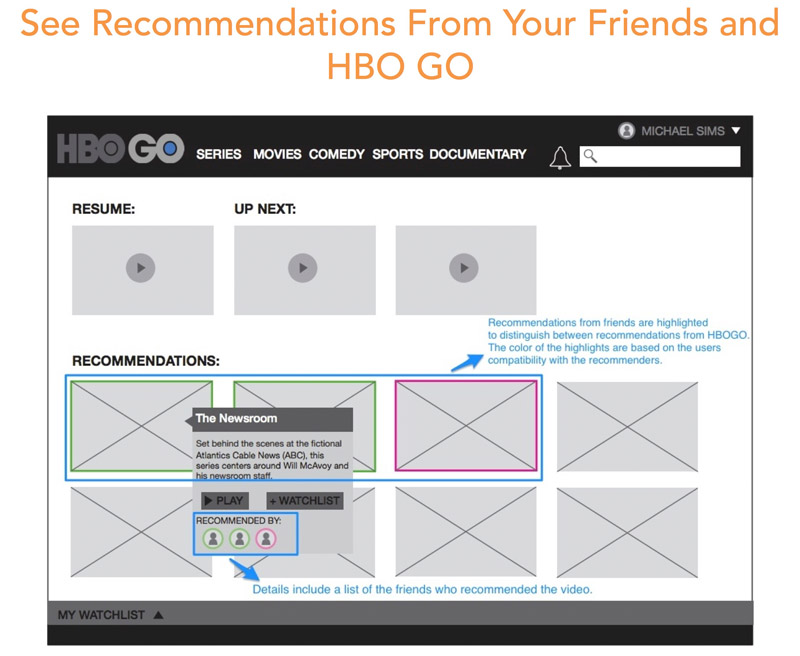 See Recommendations From Your Friends and
HBO GO
MICHAEL SIMS
HBO GO
SERIES MOVIES COMEDY SPORTS DOCUMENTARY
RESUME:
UP NEXT:
Recommendations from friends are highlighted
to distinguish between recommendations from HBOGO.
The color of the highlights are based on the users
compatibility with the recommenders.
RECOMMENDATIONS:
The Newsroom
Set behind the scenes at the fictional
Atlantics Cable News (ABC), this
series centers around Will McAvoy and
his newsroom staff.
PLAY
+ WATCHLIST
RECOMMENDED BY:
Details include a list of the friends who recommended the video.
MY WATCHLIST